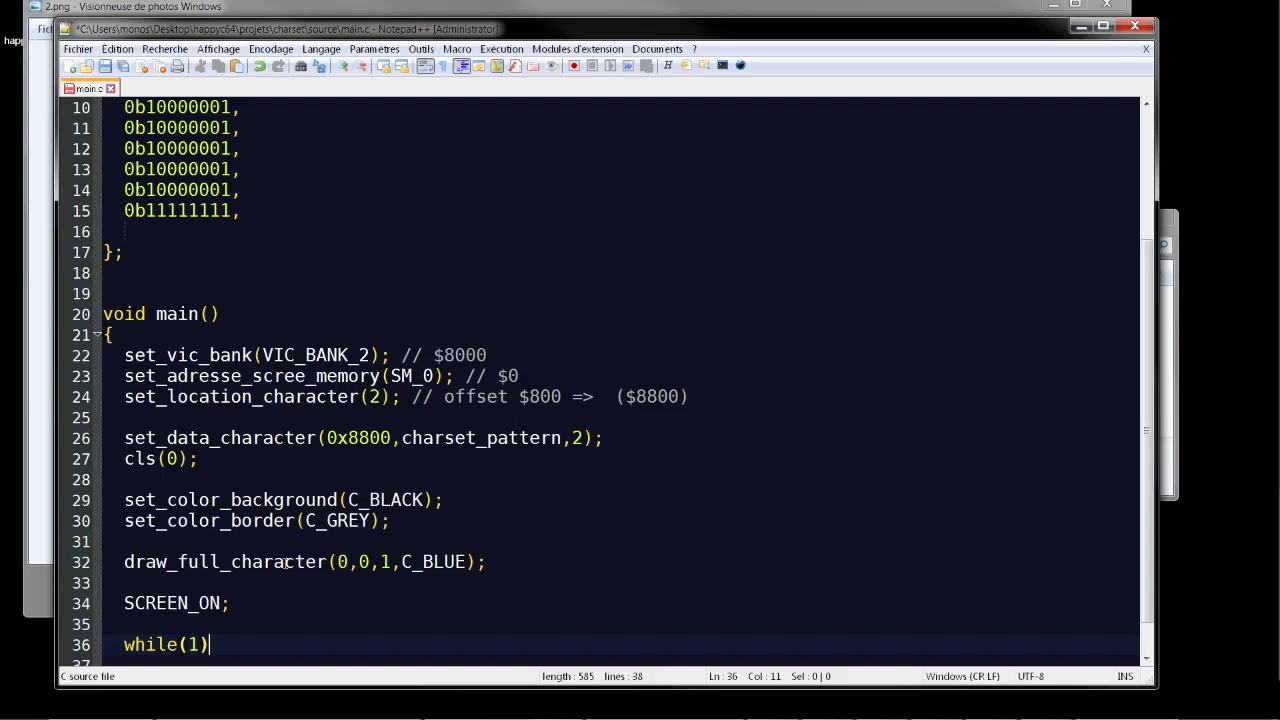 2.png - Visionneuse de photos Windows
Fich
happ
*C:\Users\monos\Desktop\happyc64\projets\charset\source\main.c - Notepad++ [Administrator]
Fichier Édition Recherche Affichage Encodage Langage Paramètres Outils Macro Exécution Modules d'extension Documents ? X
main.c
10 0b10000001,
11 0b10000001,
12 0b10000001,
13 0b10000001,
14 0b10000001,
15 0b11111111,
16
17 };
18
19
20 void main()
21 {
22 set_vic_bank(VIC_BANK_2); // $8000
23 set_adresse_scree_memory(SM_0); // $0
24 set_location_character(2); // offset $800 => ($8800)
25
26 set_data_character(0x8800,charset_pattern,2);
27 cls(0);
28
29 set_color_background(C_BLACK);
30 set_color_border(C_GREY);
31
32 draw_full_character(0,0,1,C_BLUE);
33
34 SCREEN_ON;
35
36 while(1)
37
C source file length : 585 lines : 38 Ln : 36 Col : 11 Sel : 0 | 0 Windows (CR LF) UTF-8 INS